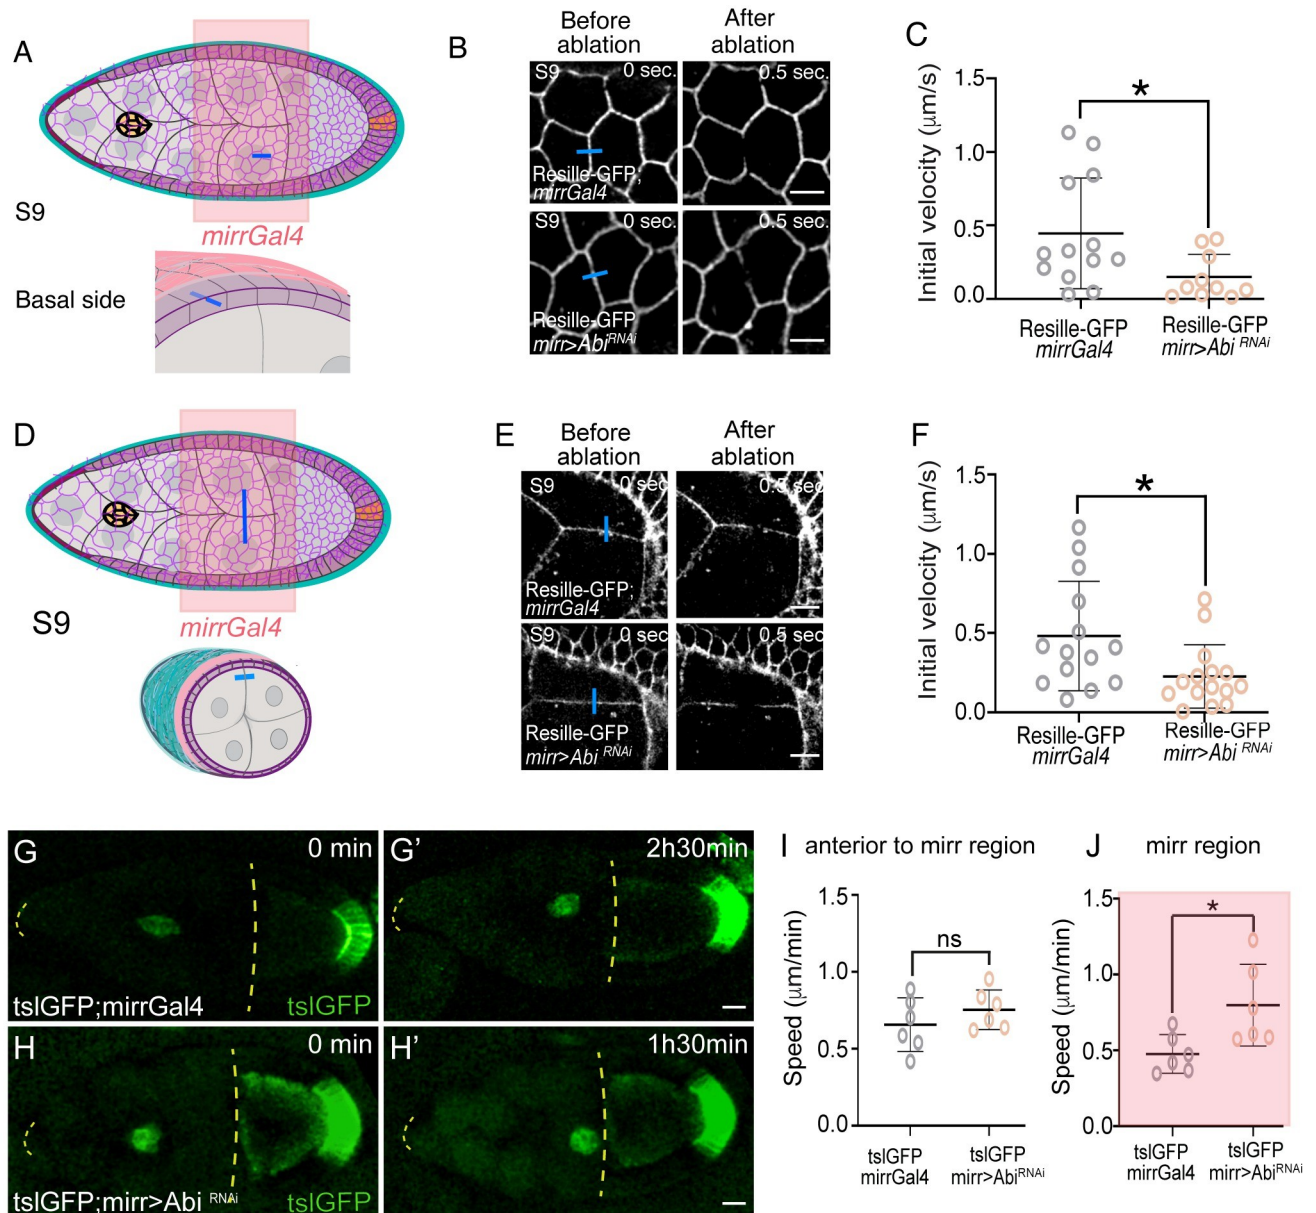 A
S9
mirrGal4
Basal side
B
Before ablation
After ablation
S9
0 sec.
0.5 sec.
Resille-GFP;
mirrGal4
S9
0 sec.
0.5 sec.
Resille-GFP
mirr>Abi RNAi
C
Initial velocity (μm/s)
1.5
1.0
0.5
0.0
*
Resille-GFP
mirrGal4
Resille-GFP
mirr>Abi RNAi
D
S9
mirrGal4
E
Before ablation
After ablation
S9
0 sec
0.5 sec
Resille-GFP;
mirrGal4
S9
0 sec
0.5 sec
Resille-GFP
mirr>Abi RNAi
F
Initial velocity (μm/s)
1.5
1.0
0.5
0.0
*
Resille-GFP
mirrGal4
Resille-GFP
mirr>Abi RNAi
G
0 min
tslGFP;mirrGal4
tslGFP
G'
2h30min
H
0 min
tslGFP;mirr>Abi RNAi
tslGFP
H'
1h30min
I
anterior to mirr region
Speed (μm/min)
1.5
1.0
0.5
0.0
ns
tslGFP
mirrGal4
tslGFP
mirr>AbiRNAi
J
mirr region
Speed (μm/min)
1.5
1.0
0.5
0.0
*
tslGFP
mirrGal4
tslGFP
mirr>AbiRNAi